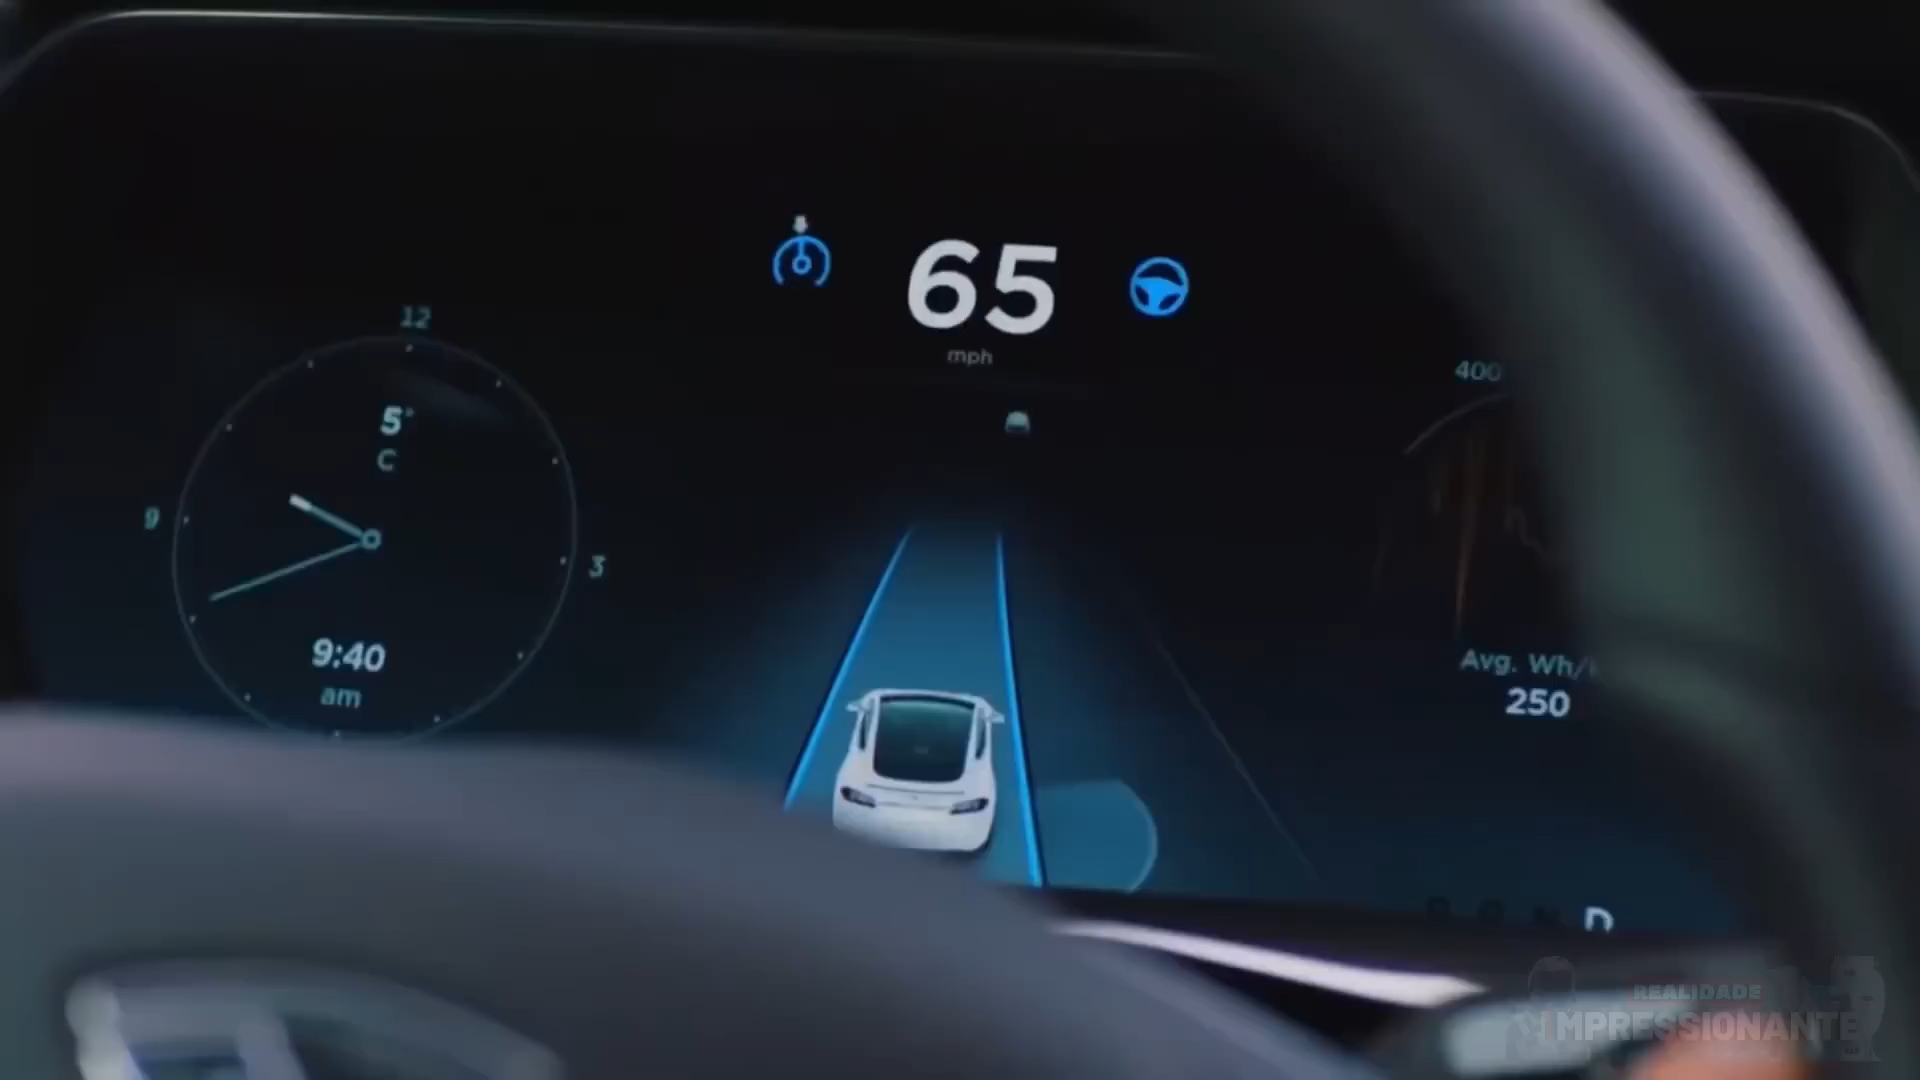 65
mph
12
5°
C
9
3
9:40
am
400
Avg. Wh/
250
D
REALIDADE
IMPRESSIONANTE